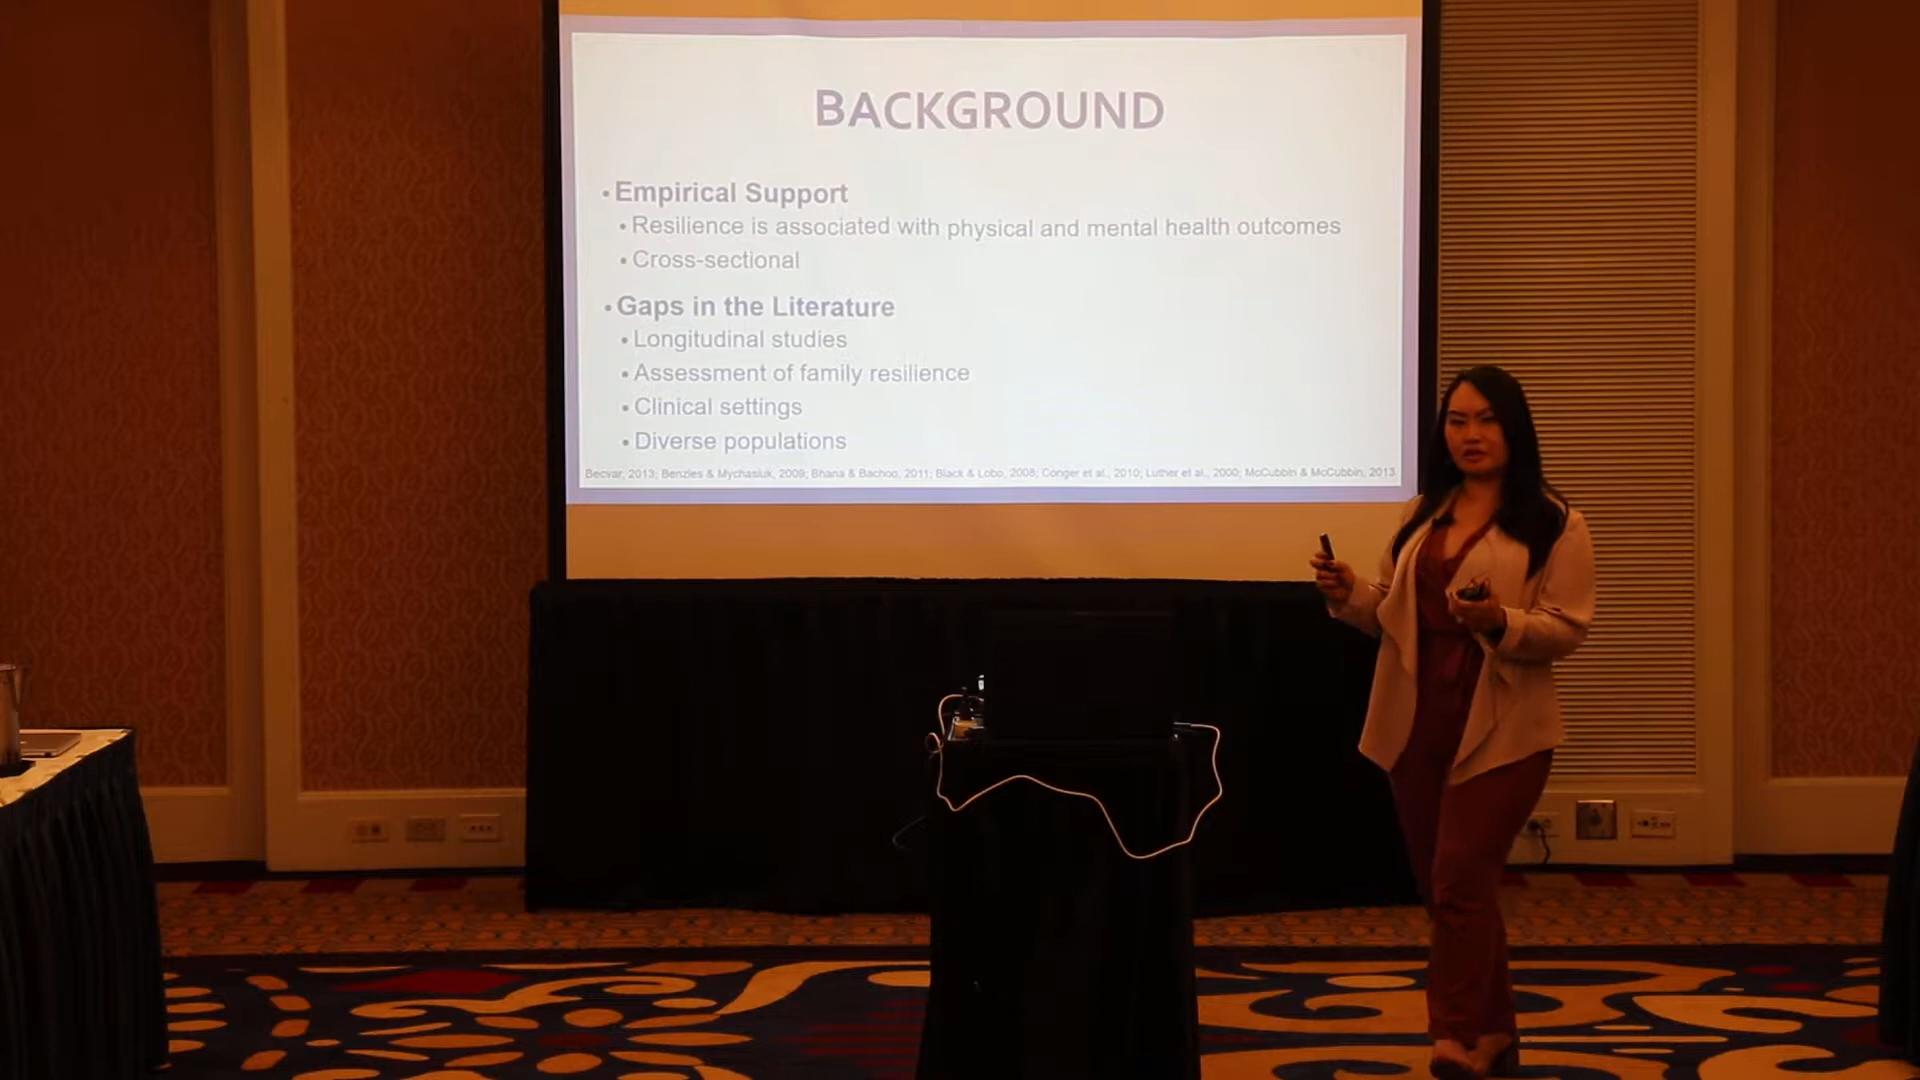 BACKGROUND
• Empirical Support
• Resilience is associated with physical and mental health outcomes
• Cross-sectional
• Gaps in the Literature
• Longitudinal studies
• Assessment of family resilience
• Clinical settings
• Diverse populations
Becvar, 2013; Benzies & Mychasiuk, 2009; Bhana & Bachoo, 2011; Black & Lobo, 2008; Conger et al., 2010; Luther et al., 2000; McCubbin & McCubbin, 2013